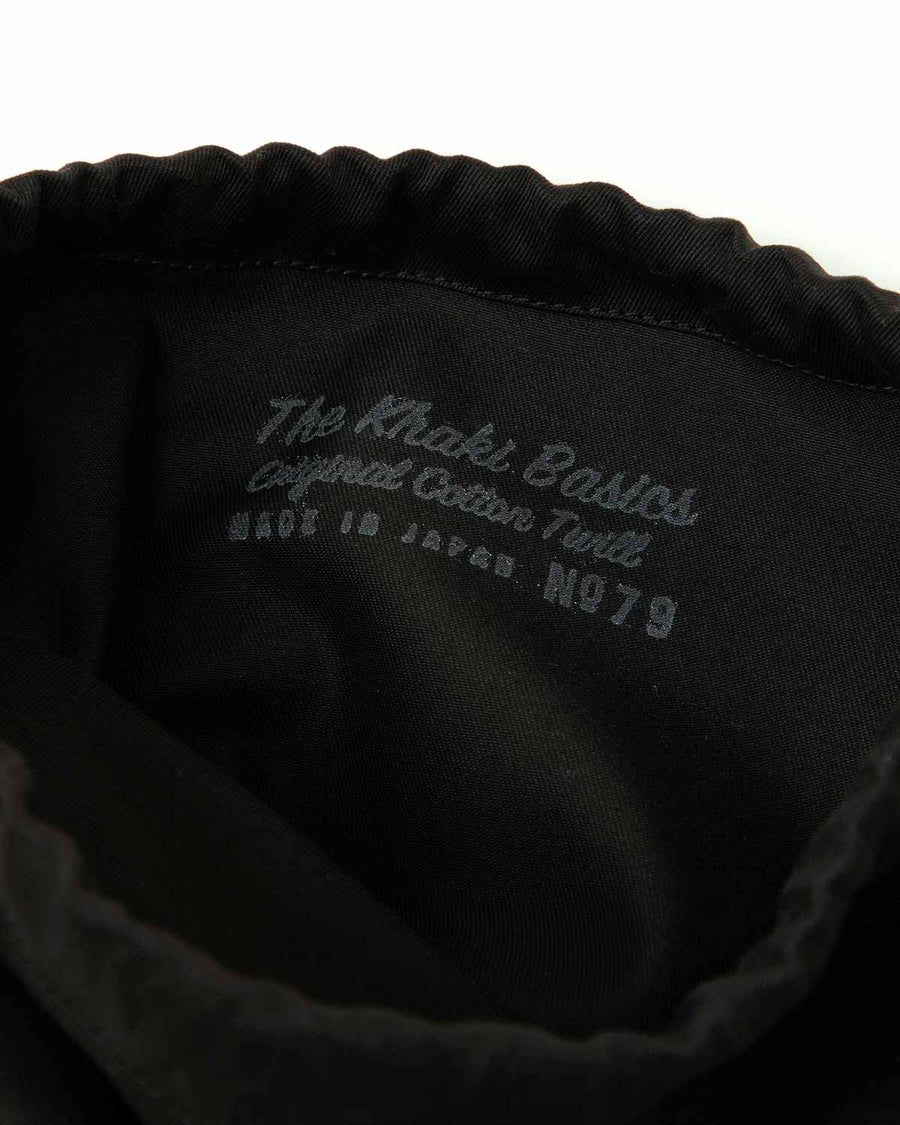 The Khaki Basics
Original Cotton Twill
MADE IN JAPAN Nº79